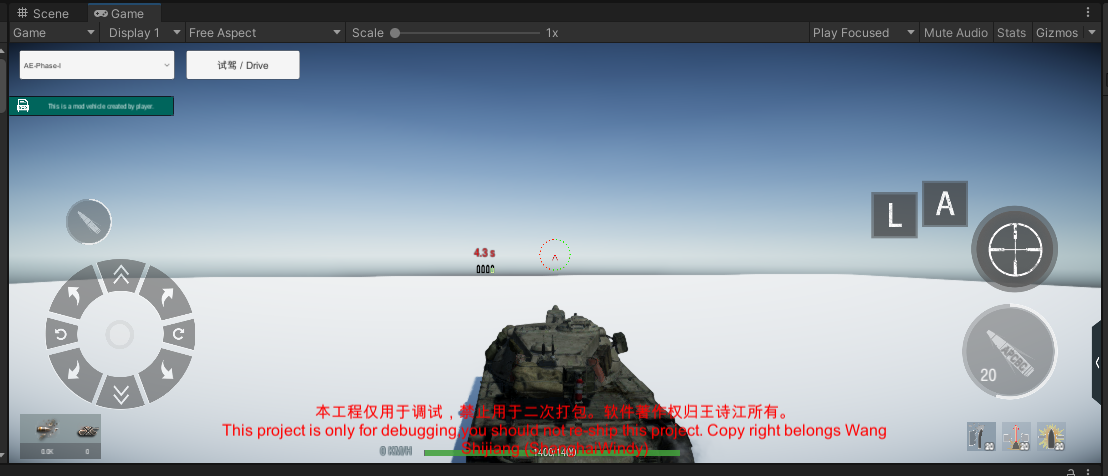 Scene Game
Game Display 1 Free Aspect Scale 1x Play Focused Mute Audio Stats Gizmos
AE-Phase-I 试驾 / Drive
This is a mod vehicle created by player.
L A
4.3 s
APCBC
20
本工程仅用于调试，禁止用于二次打包。软件著作权归王诗江所有。
This project is only for debugging you should not re-ship this project. Copy right belongs Wang
Shijiang
0 KM/H 1400/1400
0.0K 0 20 20 20